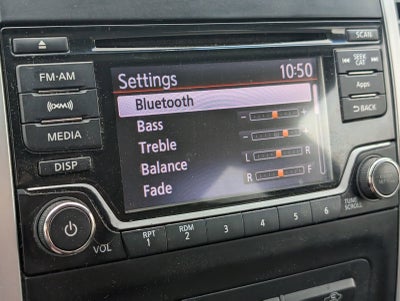 SCAN
FM·AM
Settings 10:50
SEEK
CAT
Bluetooth
Apps
((XM))
Bass - +
MEDIA
Treble - +
BACK
Balance L R
DISP
Fade R F
VOL
RPT
1
RDM
2
3
4
5
6
TUNE
SCROLL